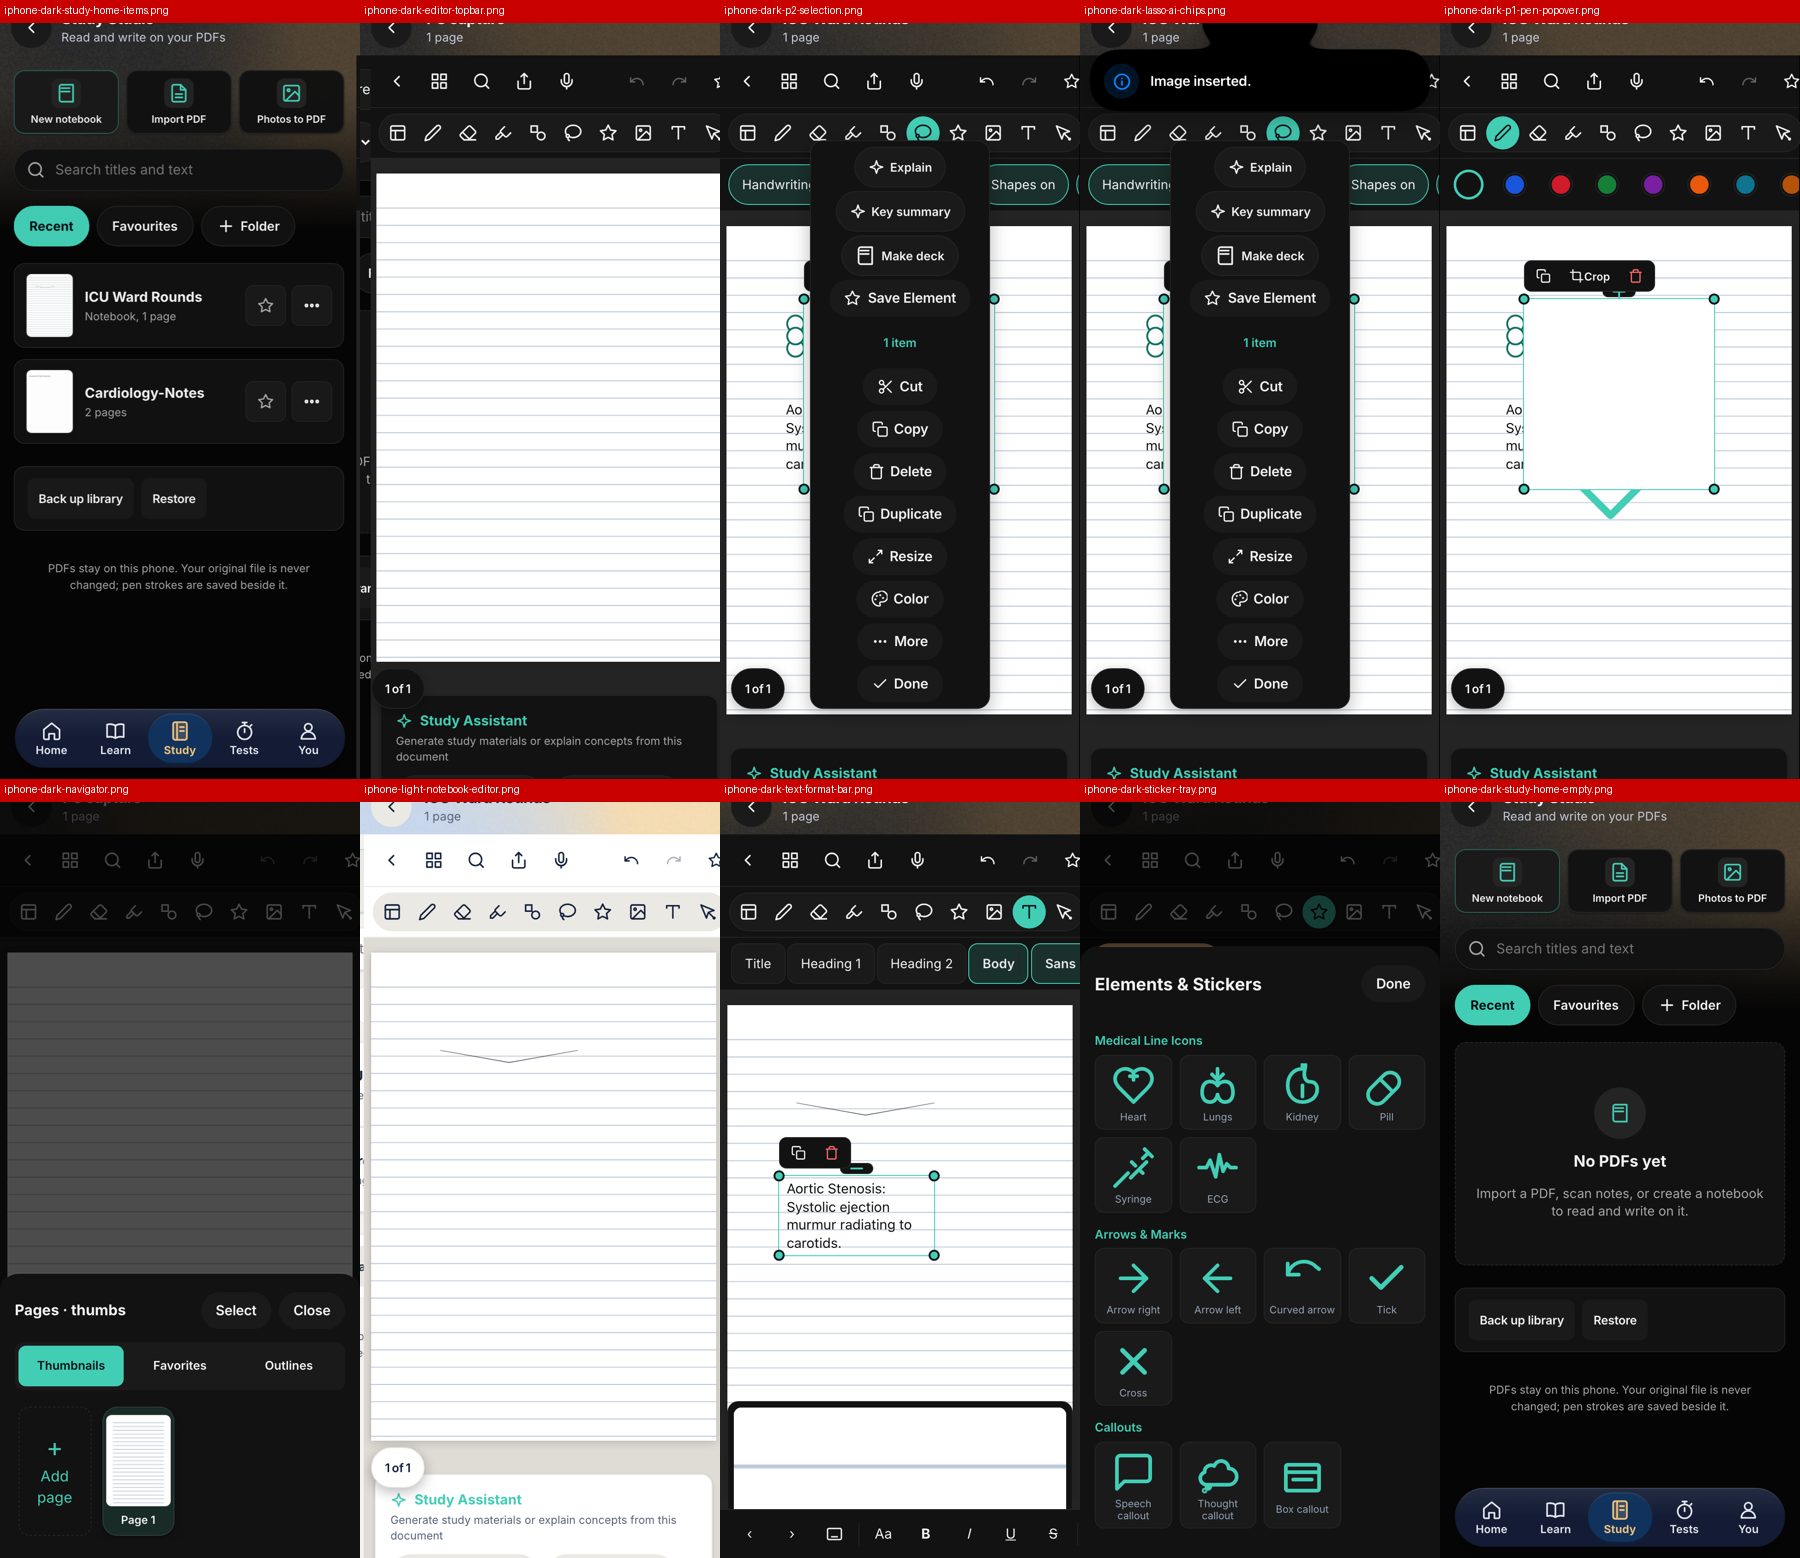 iphone-dark-study-home-items.png
Read and write on your PDFs
New notebook
Import PDF
Photos to PDF
Search titles and text
Recent
Favourites
+ Folder
ICU Ward Rounds
Notebook, 1 page
Cardiology-Notes
2 pages
Back up library
Restore
PDFs stay on this phone. Your original file is never
changed; pen strokes are saved beside it.
Home
Learn
Study
Tests
You
iphone-dark-editor-topbar.png
1 page
1 of 1
Study Assistant
Generate study materials or explain concepts from this
document
iphone-dark-p2-selection.png
1 page
Handwriting
Shapes on
Explain
Key summary
Make deck
Save Element
1 item
Cut
Copy
Delete
Duplicate
Resize
Color
More
Done
1 of 1
Study Assistant
iphone-dark-lasso-ai-chips.png
1 page
Image inserted.
Handwriting
Shapes on
Explain
Key summary
Make deck
Save Element
1 item
Cut
Copy
Delete
Duplicate
Resize
Color
More
Done
1 of 1
Study Assistant
iphone-dark-p1-pen-popover.png
1 page
Crop
1 of 1
Study Assistant
iphone-dark-navigator.png
1 page
Pages · thumbs
Select
Close
Thumbnails
Favorites
Outlines
+
Add
page
Page 1
iphone-light-notebook-editor.png
1 page
1 of 1
Study Assistant
Generate study materials or explain concepts from this
document
iphone-dark-text-format-bar.png
1 page
Title
Heading 1
Heading 2
Body
Sans
Aortic Stenosis:
Systolic ejection
murmur radiating to
carotids.
Aa
B
I
U
S
iphone-dark-sticker-tray.png
1 page
Elements & Stickers
Done
Medical Line Icons
Heart
Lungs
Kidney
Pill
Syringe
ECG
Arrows & Marks
Arrow right
Arrow left
Curved arrow
Tick
Cross
Callouts
Speech
callout
Thought
callout
Box callout
iphone-dark-study-home-empty.png
Read and write on your PDFs
New notebook
Import PDF
Photos to PDF
Search titles and text
Recent
Favourites
+ Folder
No PDFs yet
Import a PDF, scan notes, or create a notebook
to read and write on it.
Back up library
Restore
PDFs stay on this phone. Your original file is never
changed; pen strokes are saved beside it.
Home
Learn
Study
Tests
You